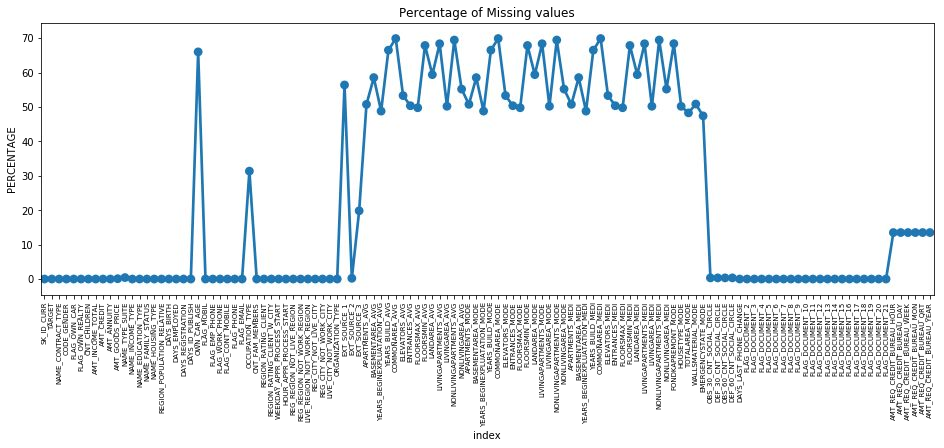 Percentage of Missing values
PERCENTAGE
70
60
50
40
30
20
10
0
SK_ID_CURR
TARGET
NAME_CONTRACT_TYPE
CODE_GENDER
FLAG_OWN_CAR
FLAG_OWN_REALTY
CNT_CHILDREN
AMT_INCOME_TOTAL
AMT_CREDIT
AMT_ANNUITY
AMT_GOODS_PRICE
NAME_TYPE_SUITE
NAME_INCOME_TYPE
NAME_EDUCATION_TYPE
NAME_FAMILY_STATUS
NAME_HOUSING_TYPE
REGION_POPULATION_RELATIVE
DAYS_BIRTH
DAYS_EMPLOYED
DAYS_REGISTRATION
DAYS_ID_PUBLISH
OWN_CAR_AGE
FLAG_MOBIL
FLAG_EMP_PHONE
FLAG_WORK_PHONE
FLAG_CONT_MOBILE
FLAG_PHONE
FLAG_EMAIL
OCCUPATION_TYPE
CNT_FAM_MEMBERS
REGION_RATING_CLIENT
REGION_RATING_CLIENT_W_CITY
WEEKDAY_APPR_PROCESS_START
HOUR_APPR_PROCESS_START
REG_REGION_NOT_LIVE_REGION
REG_REGION_NOT_WORK_REGION
LIVE_REGION_NOT_WORK_REGION
REG_CITY_NOT_LIVE_CITY
REG_CITY_NOT_WORK_CITY
LIVE_CITY_NOT_WORK_CITY
ORGANIZATION_TYPE
EXT_SOURCE_1
EXT_SOURCE_2
EXT_SOURCE_3
APARTMENTS_AVG
BASEMENTAREA_AVG
YEARS_BEGINEXPLUATATION_AVG
YEARS_BUILD_AVG
COMMONAREA_AVG
ELEVATORS_AVG
ENTRANCES_AVG
FLOORSMAX_AVG
FLOORSMIN_AVG
LANDAREA_AVG
LIVINGAPARTMENTS_AVG
LIVINGAREA_AVG
NONLIVINGAPARTMENTS_AVG
NONLIVINGAREA_AVG
APARTMENTS_MODE
BASEMENTAREA_MODE
YEARS_BEGINEXPLUATATION_MODE
YEARS_BUILD_MODE
COMMONAREA_MODE
ELEVATORS_MODE
ENTRANCES_MODE
FLOORSMAX_MODE
FLOORSMIN_MODE
LANDAREA_MODE
LIVINGAPARTMENTS_MODE
LIVINGAREA_MODE
NONLIVINGAPARTMENTS_MODE
NONLIVINGAREA_MODE
APARTMENTS_MEDI
BASEMENTAREA_MEDI
YEARS_BEGINEXPLUATATION_MEDI
YEARS_BUILD_MEDI
COMMONAREA_MEDI
ELEVATORS_MEDI
ENTRANCES_MEDI
FLOORSMAX_MEDI
FLOORSMIN_MEDI
LANDAREA_MEDI
LIVINGAPARTMENTS_MEDI
LIVINGAREA_MEDI
NONLIVINGAPARTMENTS_MEDI
NONLIVINGAREA_MEDI
FONDKAPREMONT_MODE
HOUSETYPE_MODE
TOTALAREA_MODE
WALLSMATERIAL_MODE
EMERGENCYSTATE_MODE
OBS_30_CNT_SOCIAL_CIRCLE
DEF_30_CNT_SOCIAL_CIRCLE
OBS_60_CNT_SOCIAL_CIRCLE
DEF_60_CNT_SOCIAL_CIRCLE
DAYS_LAST_PHONE_CHANGE
FLAG_DOCUMENT_2
FLAG_DOCUMENT_3
FLAG_DOCUMENT_4
FLAG_DOCUMENT_5
FLAG_DOCUMENT_6
FLAG_DOCUMENT_7
FLAG_DOCUMENT_8
FLAG_DOCUMENT_9
FLAG_DOCUMENT_10
FLAG_DOCUMENT_11
FLAG_DOCUMENT_12
FLAG_DOCUMENT_13
FLAG_DOCUMENT_14
FLAG_DOCUMENT_15
FLAG_DOCUMENT_16
FLAG_DOCUMENT_17
FLAG_DOCUMENT_18
FLAG_DOCUMENT_19
FLAG_DOCUMENT_20
FLAG_DOCUMENT_21
AMT_REQ_CREDIT_BUREAU_HOUR
AMT_REQ_CREDIT_BUREAU_DAY
AMT_REQ_CREDIT_BUREAU_WEEK
AMT_REQ_CREDIT_BUREAU_MON
AMT_REQ_CREDIT_BUREAU_QRT
AMT_REQ_CREDIT_BUREAU_YEAR
index